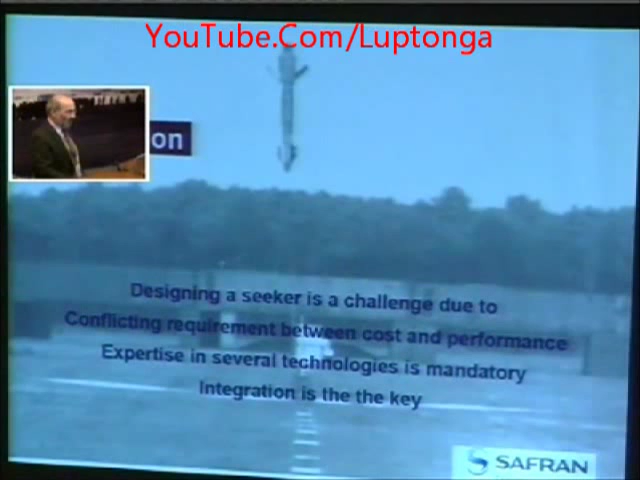 YouTube.Com/Luptonga
on
Designing a seeker is a challenge due to
Conflicting requirement between cost and performance
Expertise in several technologies is mandatory
Integration is the the key
SAFRAN